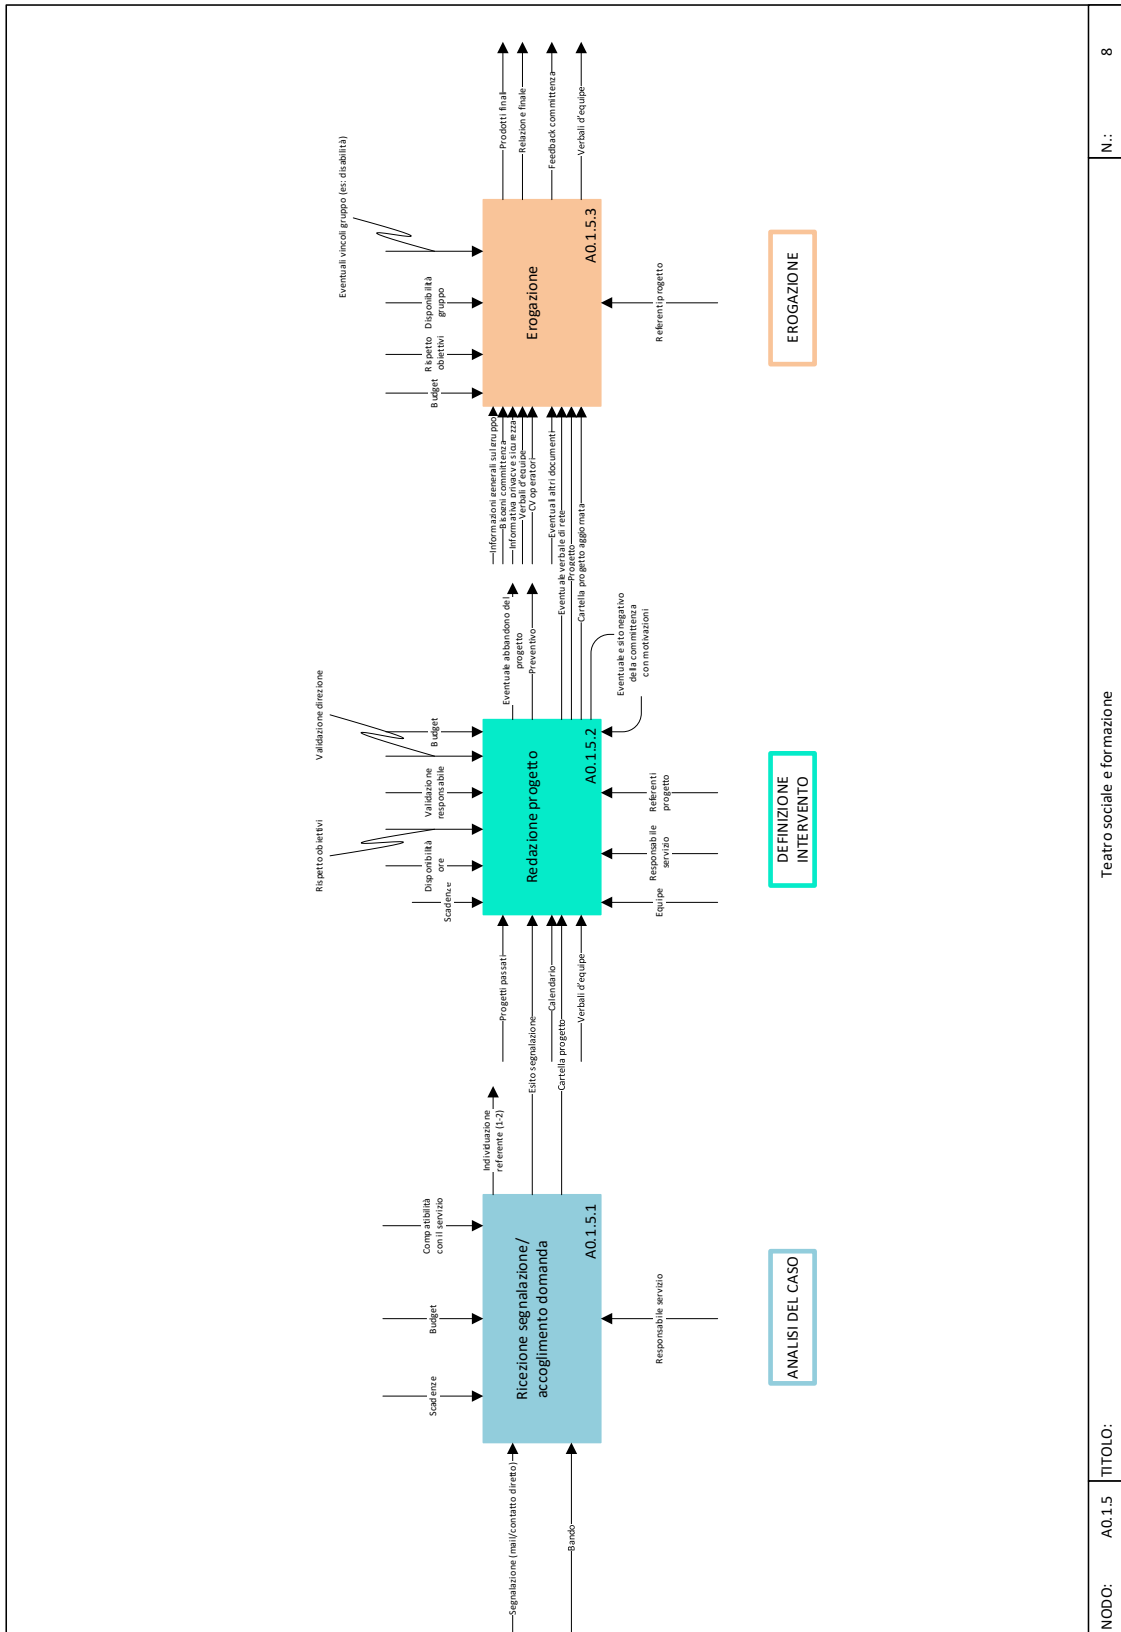 Segnalazione (mail/contatto diretto)
Bando
Scadenze
Budget
Compatibilità
con il servizio
Ricezione segnalazione/
accoglimento domanda
A0.1.5.1
Responsabile servizio
ANALISI DEL CASO
Individuazione
referente (1-2)
Esito segnalazione
Cartella progetto
Progetti passati
Calendario
Verbali d'equipe
Scadenze
Disponibilità
ore
Rispetto obiettivi
Validazione
responsabile
Validazione direzione
Budget
Redazione progetto
A0.1.5.2
Equipe
Responsabile
servizio
Referenti
progetto
DEFINIZIONE
INTERVENTO
Eventuale abbandono del
progetto
Preventivo
Eventuale esito negativo
della committenza
con motivazioni
Informazioni generali sul gruppo
Bisogni committenza
Informativa privacy e sicurezza
Verbali d'equipe
CV operatori
Eventuali altri documenti
Eventuale verbale di rete
Progetto
Cartella progetto aggiornata
Budget
Rispetto
obiettivi
Disponibilità
gruppo
Eventuali vincoli gruppo (es: disabilità)
Erogazione
A0.1.5.3
Referenti progetto
EROGAZIONE
Prodotti finali
Relazione finale
Feedback committenza
Verbali d'equipe
NODO: A0.1.5
TITOLO: Teatro sociale e formazione
N.: 8